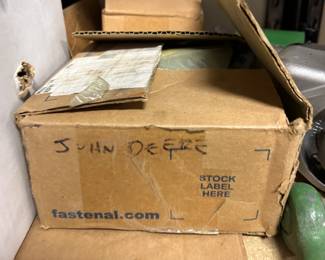 JOHN DEERE
STOCK
LABEL
HERE
fastenal.com